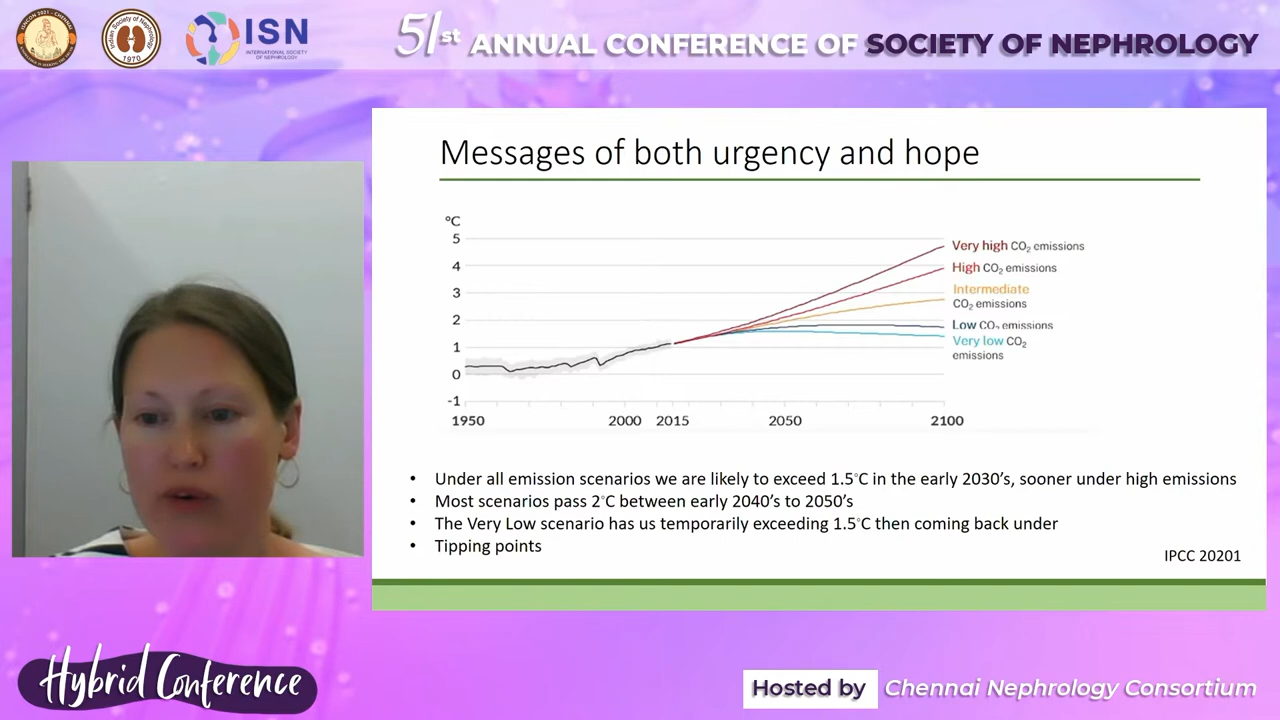 Indian Society of Nephrology
1970
ISN
INTERNATIONAL SOCIETY
OF NEPHROLOGY
51st ANNUAL CONFERENCE OF SOCIETY OF NEPHROLOGY
Messages of both urgency and hope
°C
5
4
3
2
1
0
-1
1950
2000
2015
2050
2100
Very high CO₂ emissions
High CO₂ emissions
Intermediate
CO₂ emissions
Low CO₂ emissions
Very low CO₂
emissions
• Under all emission scenarios we are likely to exceed 1.5°C in the early 2030's, sooner under high emissions
• Most scenarios pass 2°C between early 2040's to 2050's
• The Very Low scenario has us temporarily exceeding 1.5°C then coming back under
• Tipping points
IPCC 20201
Hybrid Conference
Hosted by Chennai Nephrology Consortium